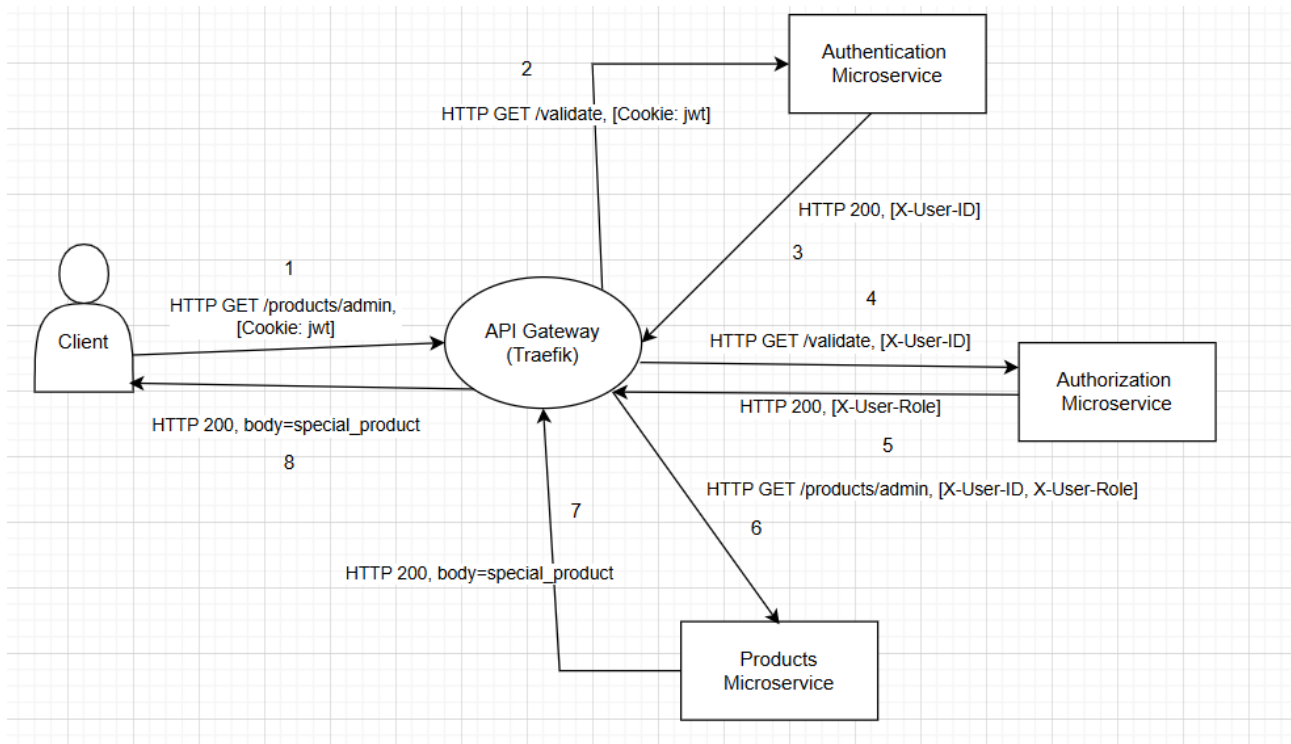 Authentication
Microservice
2
HTTP GET /validate, [Cookie: jwt]
HTTP 200, [X-User-ID]
3
1
HTTP GET /products/admin,
[Cookie: jwt]
4
Client
API Gateway
(Traefik)
HTTP GET /validate, [X-User-ID]
Authorization
Microservice
HTTP 200, [X-User-Role]
5
HTTP 200, body=special_product
8
HTTP GET /products/admin, [X-User-ID, X-User-Role]
6
7
HTTP 200, body=special_product
Products
Microservice